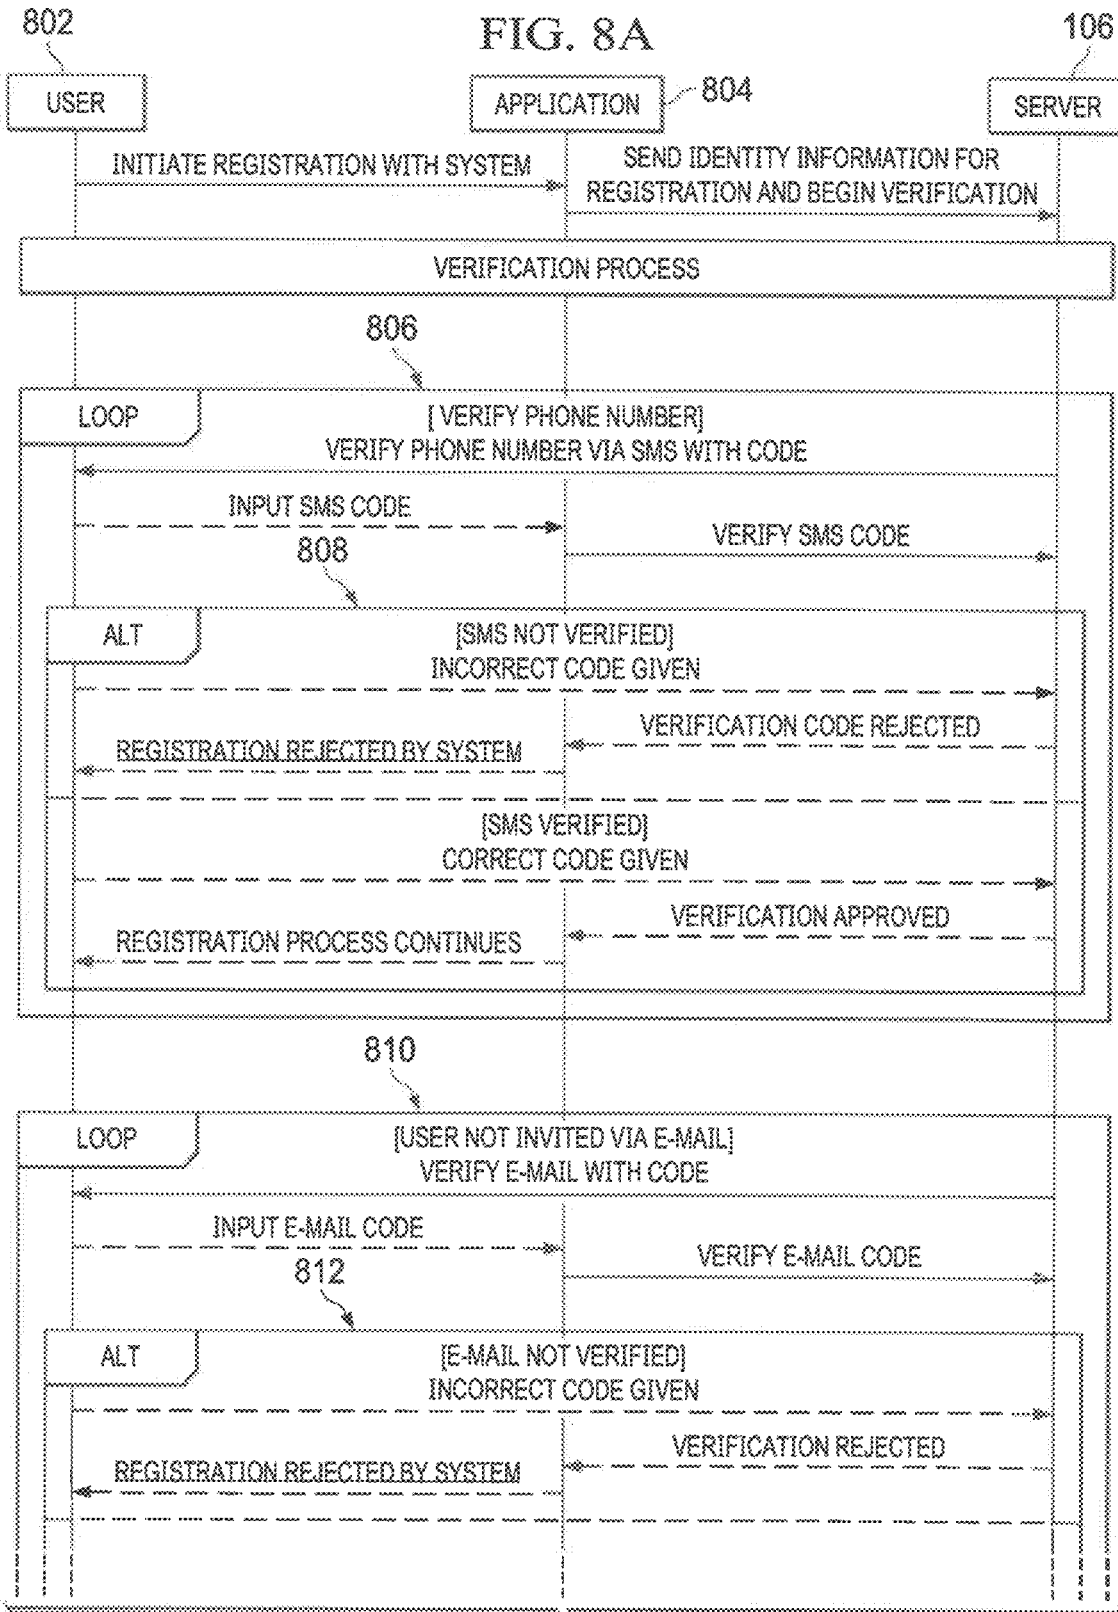 FIG. 8A
802
106
USER
APPLICATION
804
SERVER
INITIATE REGISTRATION WITH SYSTEM
SEND IDENTITY INFORMATION FOR
REGISTRATION AND BEGIN VERIFICATION
VERIFICATION PROCESS
806
LOOP
[ VERIFY PHONE NUMBER]
VERIFY PHONE NUMBER VIA SMS WITH CODE
INPUT SMS CODE
VERIFY SMS CODE
808
ALT
[SMS NOT VERIFIED]
INCORRECT CODE GIVEN
VERIFICATION CODE REJECTED
REGISTRATION REJECTED BY SYSTEM
[SMS VERIFIED]
CORRECT CODE GIVEN
VERIFICATION APPROVED
REGISTRATION PROCESS CONTINUES
810
LOOP
[USER NOT INVITED VIA E-MAIL]
VERIFY E-MAIL WITH CODE
INPUT E-MAIL CODE
VERIFY E-MAIL CODE
812
ALT
[E-MAIL NOT VERIFIED]
INCORRECT CODE GIVEN
VERIFICATION REJECTED
REGISTRATION REJECTED BY SYSTEM